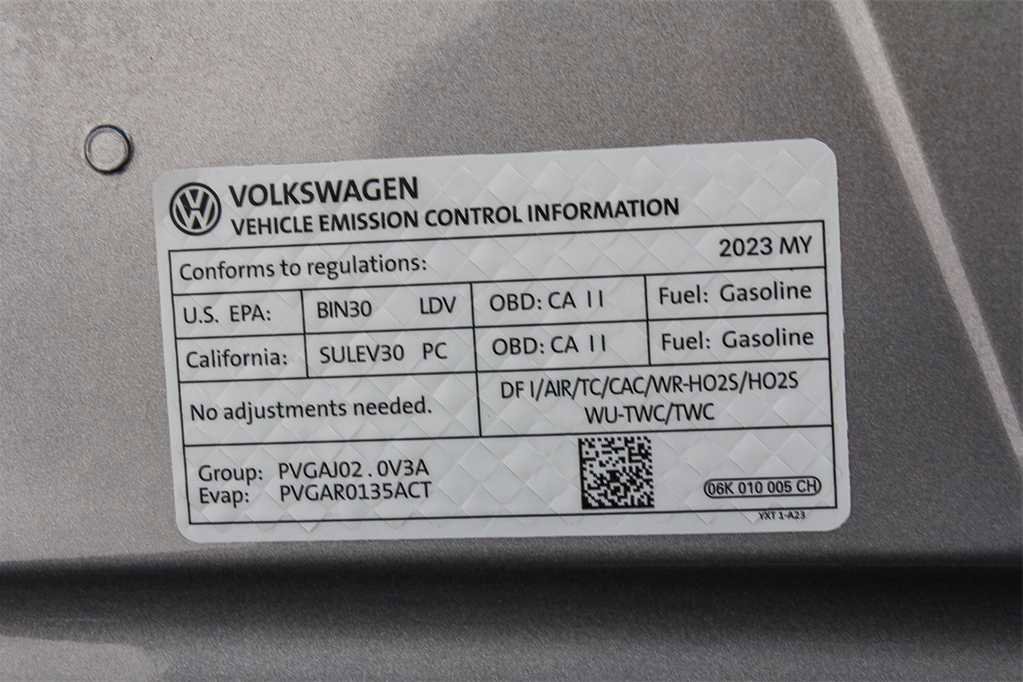 VOLKSWAGEN
VEHICLE EMISSION CONTROL INFORMATION
Conforms to regulations: 2023 MY
U.S. EPA: BIN30 LDV OBD: CA II Fuel: Gasoline
California: SULEV30 PC OBD: CA II Fuel: Gasoline
No adjustments needed. DF I/AIR/TC/CAC/WR-HO2S/HO2S
WU-TWC/TWC
Group: PVGAJ02.0V3A
Evap: PVGAR0135ACT
06K 010 005 CH
YXT 1-A23